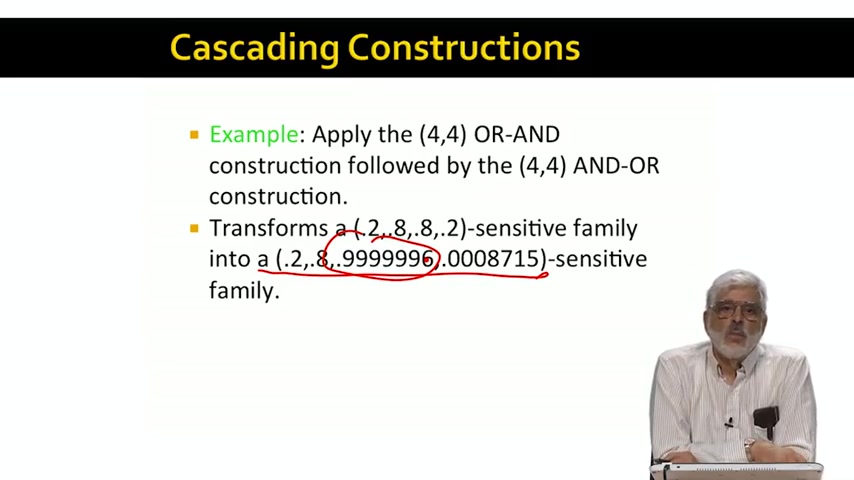 Cascading Constructions
Example: Apply the (4,4) OR-AND
construction followed by the (4,4) AND-OR
construction.
Transforms a (.2,.8,.8,.2)-sensitive family
into a (.2,.8,.9999996,.0008715)-sensitive
family.